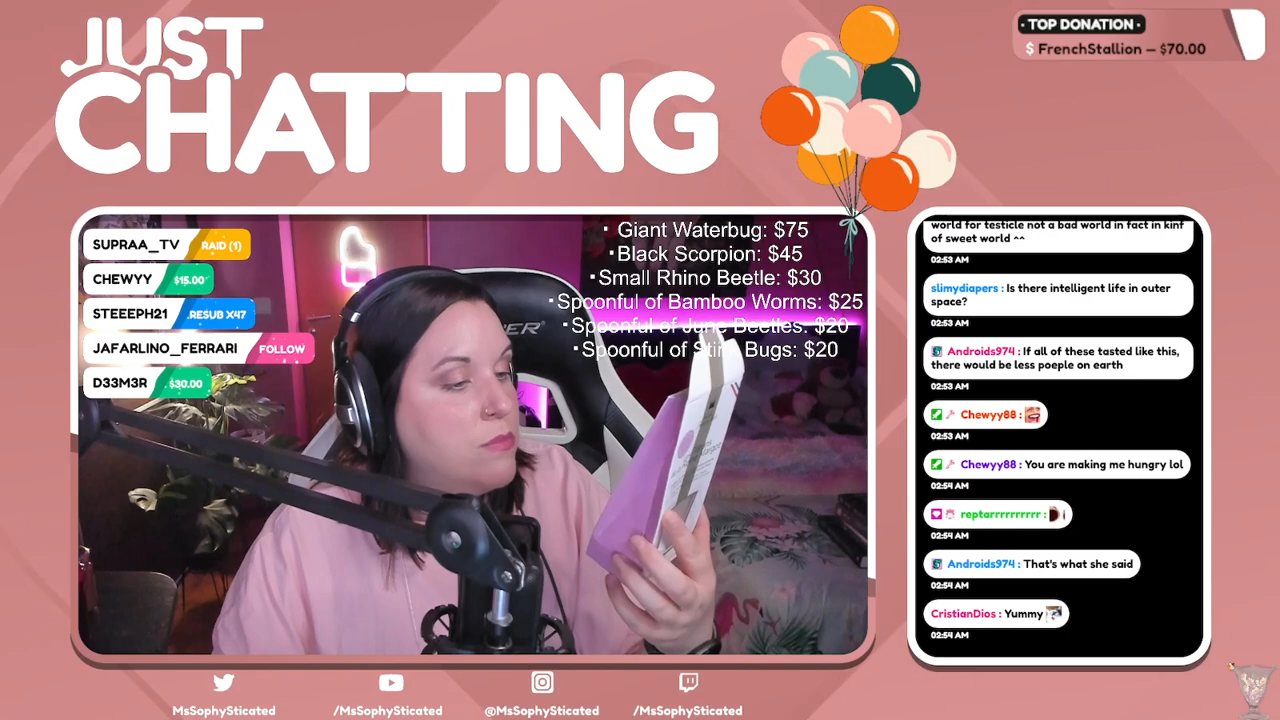 JUST
CHATTING
· TOP DONATION ·
$ FrenchStallion — $70.00
SUPRAA_TV RAID (1)
CHEWYY $15.00
STEEEPH21 RESUB X47
JAFARLINO_FERRARI FOLLOW
D33M3R $30.00
· Giant Waterbug: $75
· Black Scorpion: $45
· Small Rhino Beetle: $30
· Spoonful of Bamboo Worms: $25
· Spoonful of June Beetles: $20
· Spoonful of Stink Bugs: $20
world for testicle not a bad world in fact in kinf
of sweet world ^^
02:53 AM
slimydiapers : Is there intelligent life in outer
space?
02:53 AM
Androids974 : If all of these tasted like this,
there would be less poeple on earth
02:53 AM
Chewyy88 :
02:53 AM
Chewyy88 : You are making me hungry lol
02:54 AM
reptarrrrrrrrrr :
02:54 AM
Androids974 : That's what she said
02:54 AM
CristianDios : Yummy
02:54 AM
MsSophySticated
/MsSophySticated
@MsSophySticated
/MsSophySticated